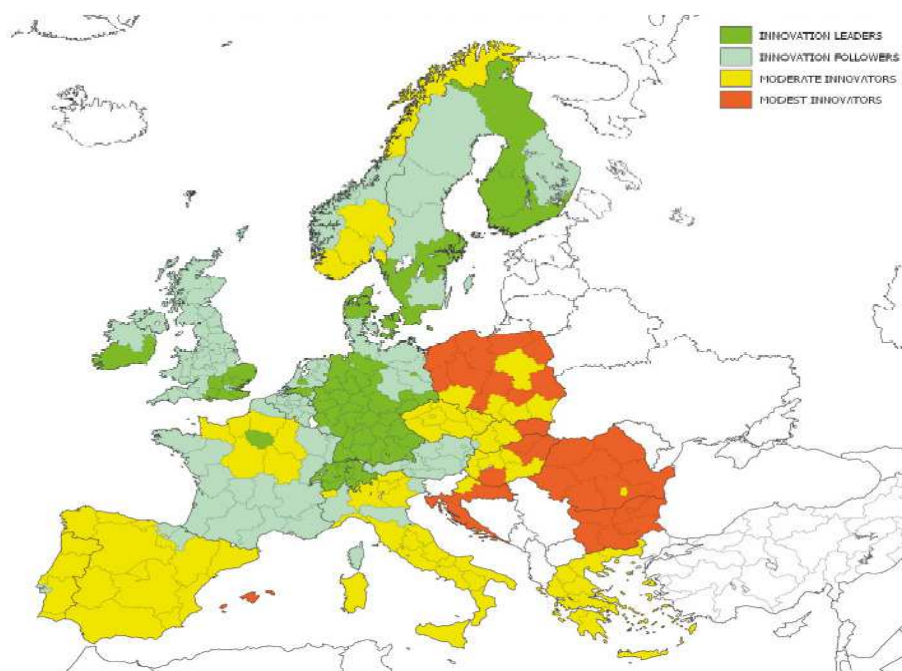 INNOVATION LEADERS
INNOVATION FOLLOWERS
MODERATE INNOVATORS
MODEST INNOVATORS